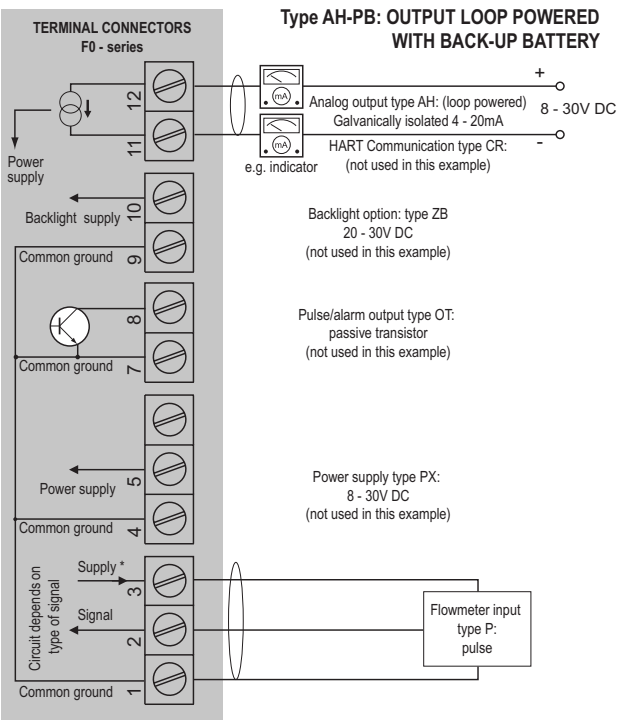 TERMINAL CONNECTORS
F0 - series
Type AH-PB: OUTPUT LOOP POWERED
WITH BACK-UP BATTERY
12
(mA)
+
Analog output type AH: (loop powered)
Galvanically isolated 4 - 20mA
8 - 30V DC
11
(mA)
-
HART Communication type CR:
(not used in this example)
e.g. indicator
Power
supply
Backlight supply
10
Common ground
9
Backlight option: type ZB
20 - 30V DC
(not used in this example)
8
Common ground
7
Pulse/alarm output type OT:
passive transistor
(not used in this example)
Power supply
5
Common ground
4
Power supply type PX:
8 - 30V DC
(not used in this example)
Circuit depends on
type of signal
Supply *
3
Signal
2
Common ground
1
Flowmeter input
type P:
pulse